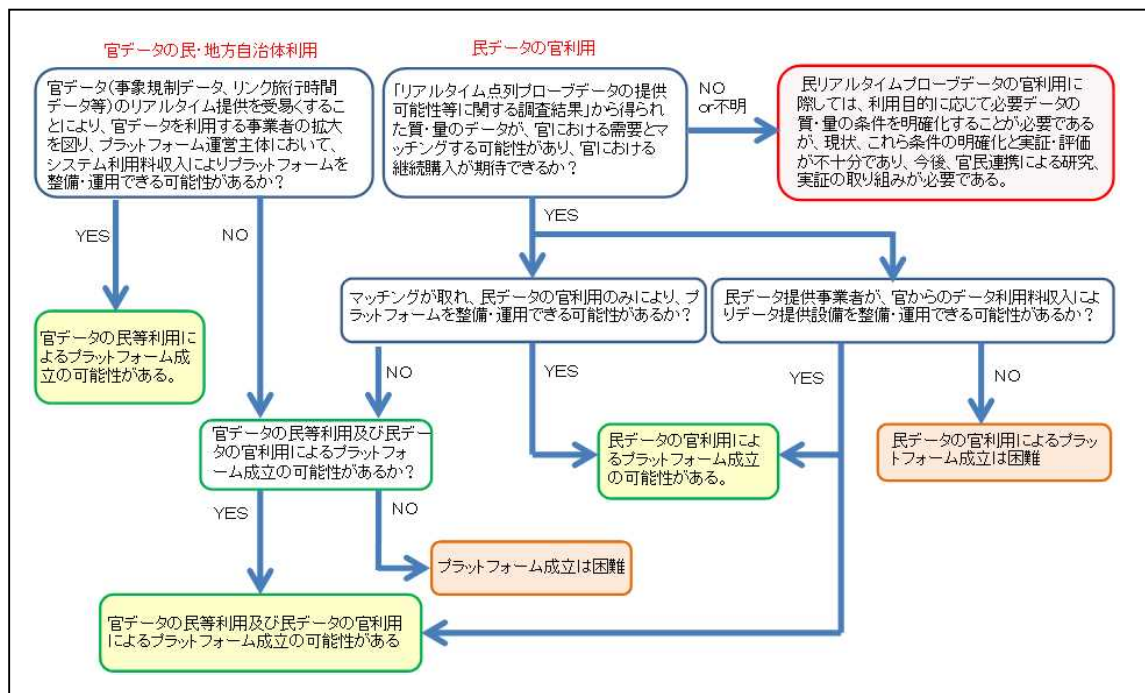 官データの民・地方自治体利用
民データの官利用
官データ(事象規制データ、リンク旅行時間
データ等)のリアルタイム提供を受易くするこ
とにより、官データを利用する事業者の拡大
を図り、プラットフォーム運営主体において、
システム利用料収入によりプラットフォームを
整備・運用できる可能性があるか?
「リアルタイム点列プローブデータの提供
可能性等に関する調査結果」から得られ
た質・量のデータが、官における需要とマ
ッチングする可能性があり、官における
継続購入が期待できるか?
NO
or不明
民リアルタイムプローブデータの官利用に
際しては、利用目的に応じて必要データの
質・量の条件を明確化することが必要である
が、現状、これら条件の明確化と実証・評価
が不十分であり、今後、官民連携による研究、
実証の取り組みが必要である。
YES
NO
YES
マッチングが取れ、民データの官利用のみにより、プ
ラットフォームを整備・運用できる可能性があるか?
民データ提供事業者が、官からのデータ利用料収入によ
りデータ提供設備を整備・運用できる可能性があるか?
官データの民等利用
によるプラットフォーム成
立の可能性がある。
NO
YES
YES
NO
官データの民等利用及び民デー
タの官利用によるプラットフォ
ーム成立の可能性があるか?
民データの官利用によ
るプラットフォーム成立
の可能性がある。
民データの官利用によるプラッ
トフォーム成立は困難
YES
NO
プラットフォーム成立は困難
官データの民等利用及び民データの官利用
によるプラットフォーム成立の可能性がある